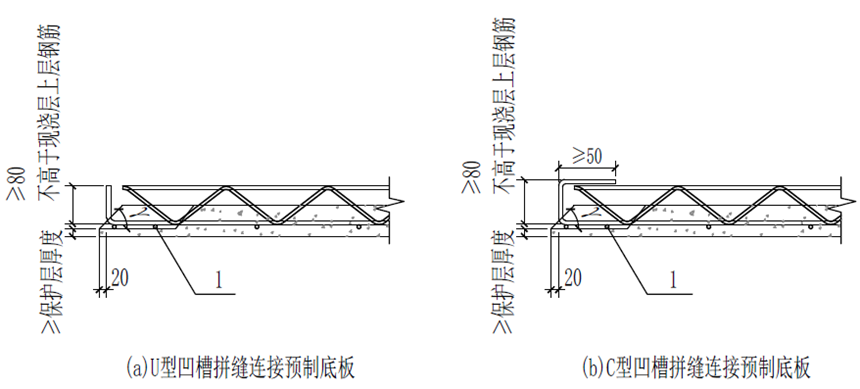 ≥80
不高于现浇层上层钢筋
≥保护层厚度
20
1
(a)U型凹槽拼缝连接预制底板
≥80
不高于现浇层上层钢筋
≥50
≥保护层厚度
20
1
(b)C型凹槽拼缝连接预制底板